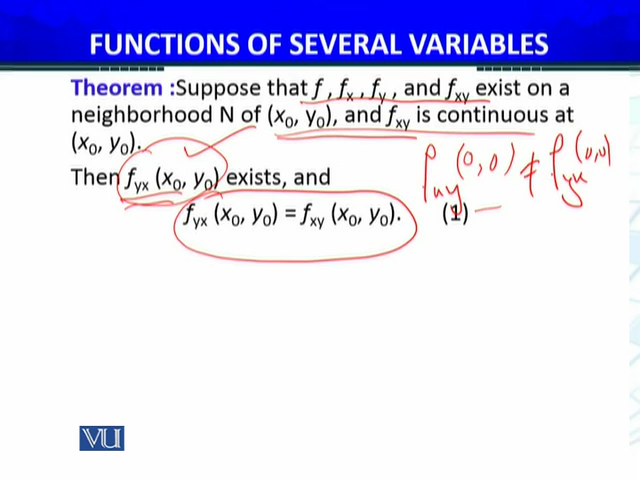 FUNCTIONS OF SEVERAL VARIABLES
Theorem :Suppose that f , fx , fy , and fxy exist on a
neighborhood N of (x0, y0), and fxy is continuous at
(x0, y0).
Then fyx (x0, y0) exists, and
fxy (0,0) ≠ fyx (0,0)
fyx (x0, y0) = fxy (x0, y0). (1)
VU